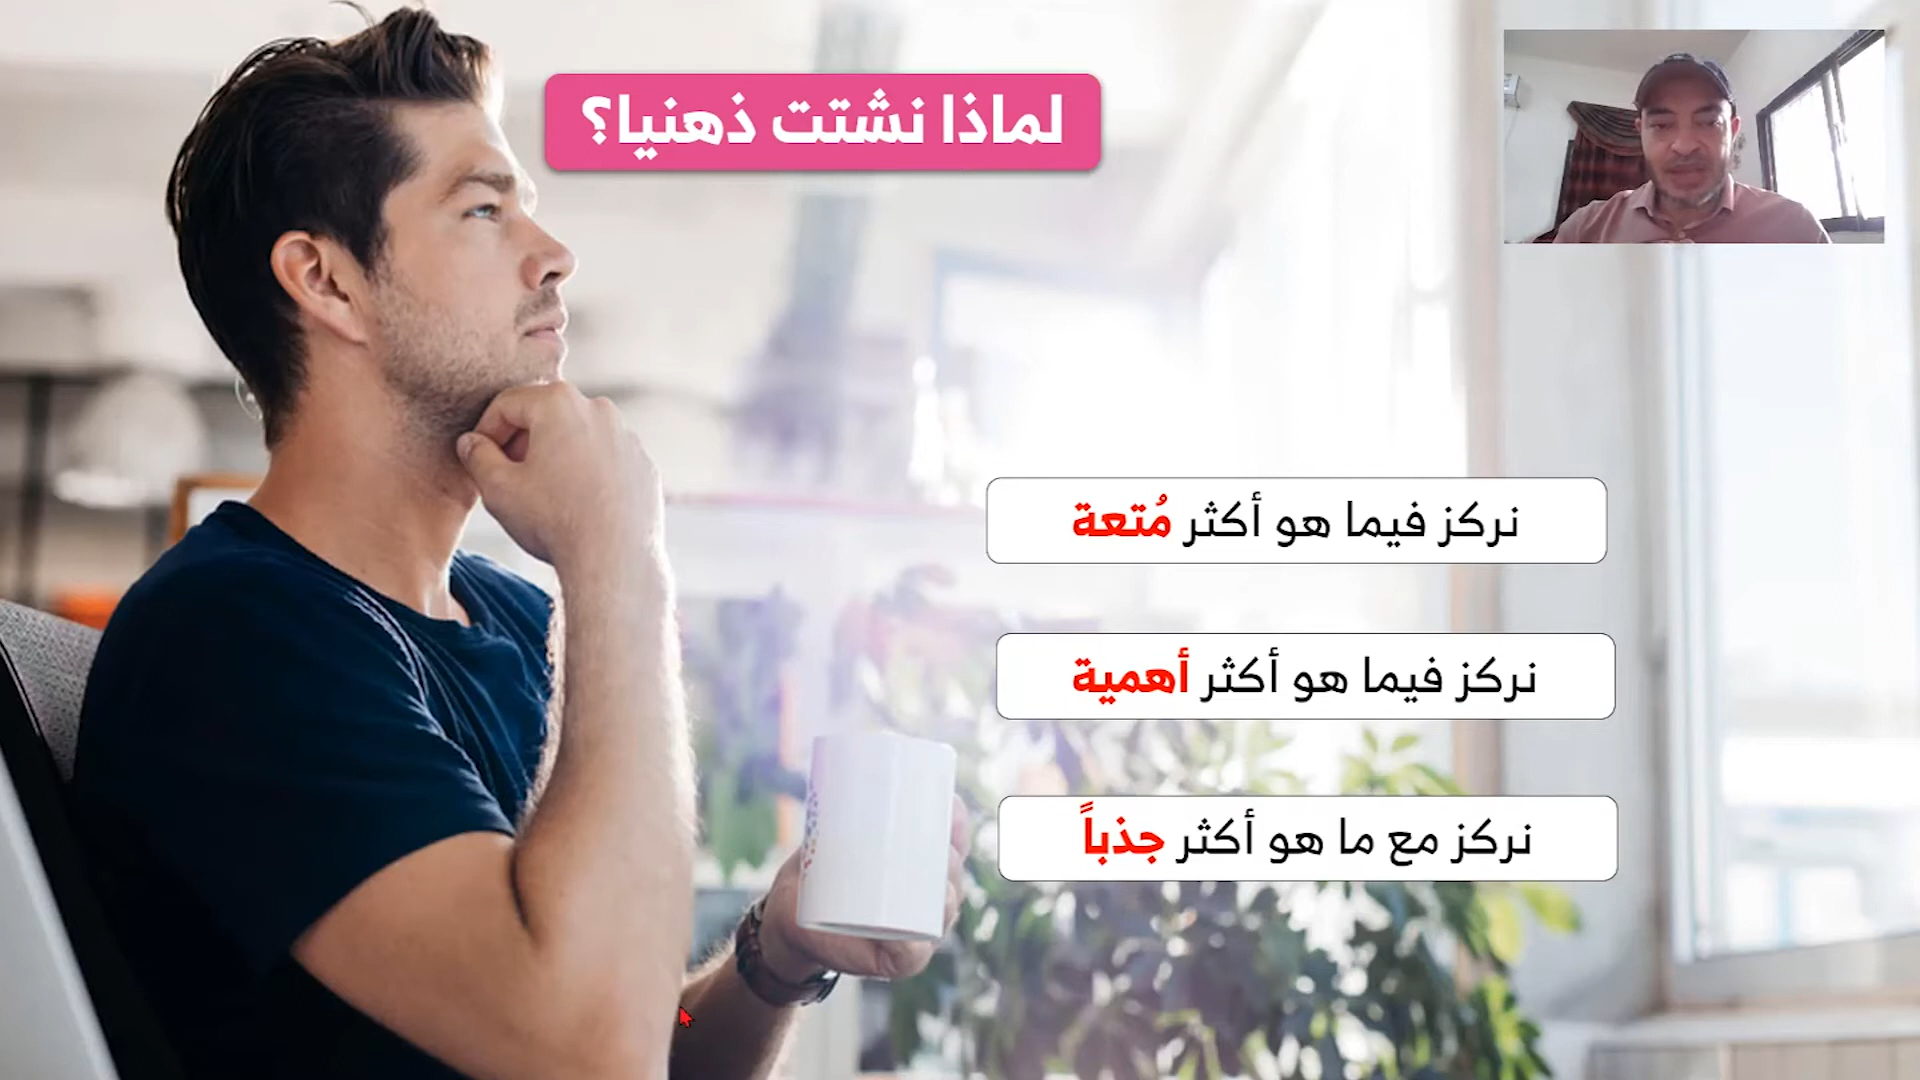 لماذا نشتت ذهنيا؟
نركز فيما هو أكثر مُتعة
نركز فيما هو أكثر أهمية
نركز مع ما هو أكثر جذباً